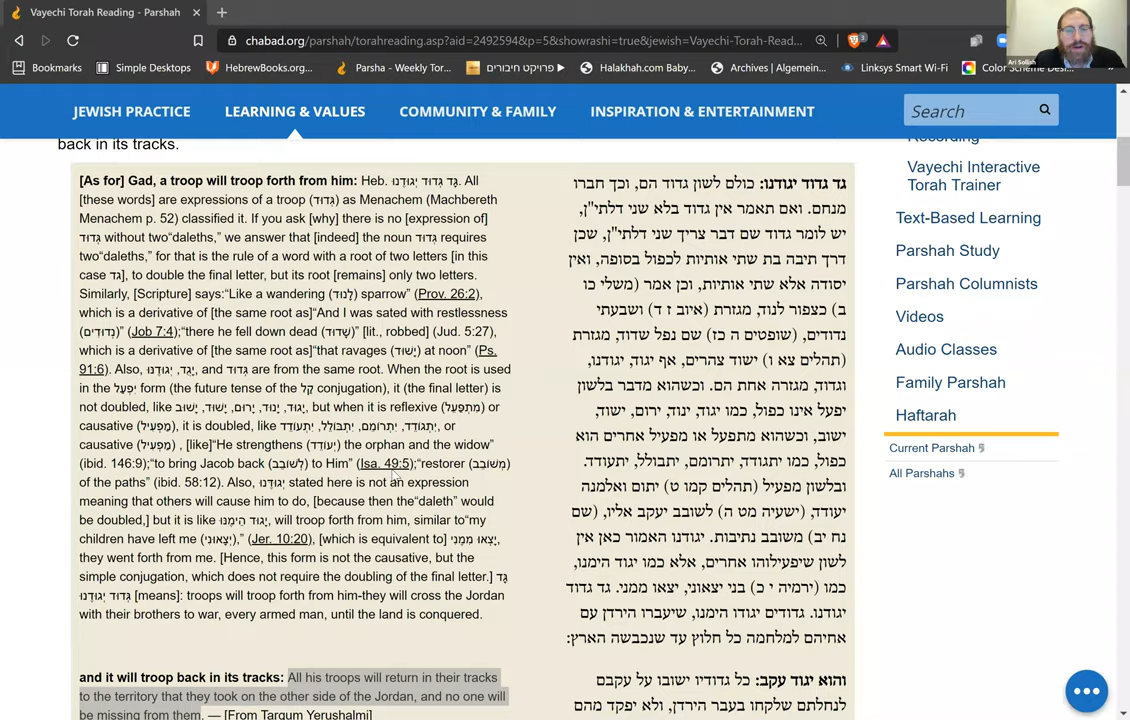 Vayechi Torah Reading - Parshah
chabad.org/parshah/torahreading.asp?aid=2492594&p=5&showrashi=true&jewish=Vayechi-Torah-Read...
Bookmarks
Simple Desktops
HebrewBooks.org...
Parsha - Weekly Tor...
פרויקט חיבורים
Halakhah.com Baby...
Archives | Algemein...
Linksys Smart Wi-Fi
Ari Solish
JEWISH PRACTICE
LEARNING & VALUES
COMMUNITY & FAMILY
INSPIRATION & ENTERTAINMENT
Search
back in its tracks.
[As for] Gad, a troop will troop forth from him: Heb. גָּד גְּדוּד יְגוּדֶנּוּ. All
[these words] are expressions of a troop (גְּדוּד) as Menachem (Machbereth
Menachem p. 52) classified it. If you ask [why] there is no [expression of]
גְּדוּד without two“daleths,” we answer that [indeed] the noun גְּדוּד requires
two“daleths,” for that is the rule of a word with a root of two letters [in this
case גד], to double the final letter, but its root [remains] only two letters.
Similarly, [Scripture] says:“Like a wandering (לָנוּד) sparrow” (Prov. 26:2),
which is a derivative of [the same root as]“And I was sated with restlessness
(נְדוּדִים)” (Job 7:4);“there he fell down dead (שָׁדוּד)” [lit., robbed] (Jud. 5:27),
which is a derivative of [the same root as]“that ravages (יָשׁוּד) at noon” (Ps.
91:6). Also, יָגֻד, יְגוּדֶנּוּ, and גְּדוּד are from the same root. When the root is used
in the יִפְעַל form (the future tense of the קַל conjugation), it (the final letter) is
not doubled, like יָגוּד, יָנוּד, יָרוּם, יָשׁוּד, יָשׁוּב, but when it is reflexive (מִתְפַּעֵל) or
causative (מַפְעִיל), it is doubled, like יִתְגּוֹדֵד, יִתְרוֹמֵם, יִתְבּוֹלֵל, יִתְעוֹדֵד, or
causative (מַפְעִיל) , [like]“He strengthens (יְעוֹדֵד) the orphan and the widow”
(ibid. 146:9);“to bring Jacob back (לְשׁוֹבֵב) to Him” (Isa. 49:5);“restorer (מְשׁוֹבֵב)
of the paths” (ibid. 58:12). Also, יְגוּדֶנּוּ stated here is not an expression
meaning that others will cause him to do, [because then the“daleth” would
be doubled,] but it is like יָגוּד הֵימֶנּוּ, will troop forth from him, similar to“my
children have left me (יְצָאוּנִי),” (Jer. 10:20), [which is equivalent to] יָצְאוּ מִמֶּנִּי,
they went forth from me. [Hence, this form is not the causative, but the
simple conjugation, which does not require the doubling of the final letter.] גָּד
גְּדוּד יְגוּדֶנּוּ [means]: troops will troop forth from him-they will cross the Jordan
with their brothers to war, every armed man, until the land is conquered.
and it will troop back in its tracks: All his troops will return in their tracks
to the territory that they took on the other side of the Jordan, and no one will
be missing from them. — [From Targum Yerushalmi]
גד גדוד יגודנו: כולם לשון גדוד הם, וכך חברו
מנחם. ואם תאמר אין גדוד בלא שני דלתי"ן,
יש לומר גדוד שם דבר צריך שני דלתי"ן, שכן
דרך תיבה בת שתי אותיות לכפול בסופה, ואין
יסודה אלא שתי אותיות, וכן אמר (משלי כו
ב) כצפור לנוד, מגזרת (איוב ז ד) ושבעתי
נדודים, (שופטים ה כז) שם נפל שדוד, מגזרת
(תהלים צא ו) ישוד צהרים, אף יגוד, יגודנו,
וגדוד, מגזרה אחת הם. וכשהוא מדבר בלשון
יפעל אינו כפול, כמו יגוד, ינוד, ירום, ישוד,
ישוב, וכשהוא מתפעל או מפעיל אחרים הוא
כפול, כמו יתגודד, יתרומם, יתבולל, יתעודד.
ובלשון מפעיל (תהלים קמו ט) יתום ואלמנה
יעודד, (ישעיה מט ה) לשובב יעקב אליו, (שם
נח יב) משובב נתיבות. יגודנו האמור כאן אין
לשון שיפעילוהו אחרים, אלא כמו יגוד הימנו,
כמו (ירמיה י כ) בני יצאוני, יצאו ממני. גד גדוד
יגודנו. גדודים יגודו הימנו, שיעברו הירדן עם
אחיהם למלחמה כל חלוץ עד שנכבשה הארץ:
והוא יגוד עקב: כל גדודיו ישובו על עקבם
לנחלתם שלקחו בעבר הירדן, ולא יפקד מהם
Recording
Vayechi Interactive
Torah Trainer
Text-Based Learning
Parshah Study
Parshah Columnists
Videos
Audio Classes
Family Parshah
Haftarah
Current Parshah
All Parshahs